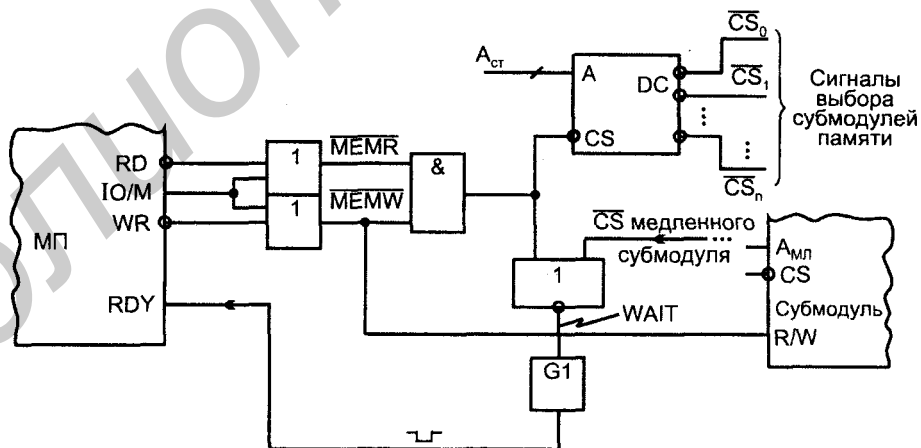 олион
МП
RD
IO/M
WR
RDY
1
1
MEMR
MEMW
&
Aст
A
DC
CS
CS0
CS1
...
...
CSn
Сигналы
выбора
субмодулей
памяти
CS медленного ...
субмодуля
1
WAIT
G1
Aмл
CS
Субмодуль
R/W